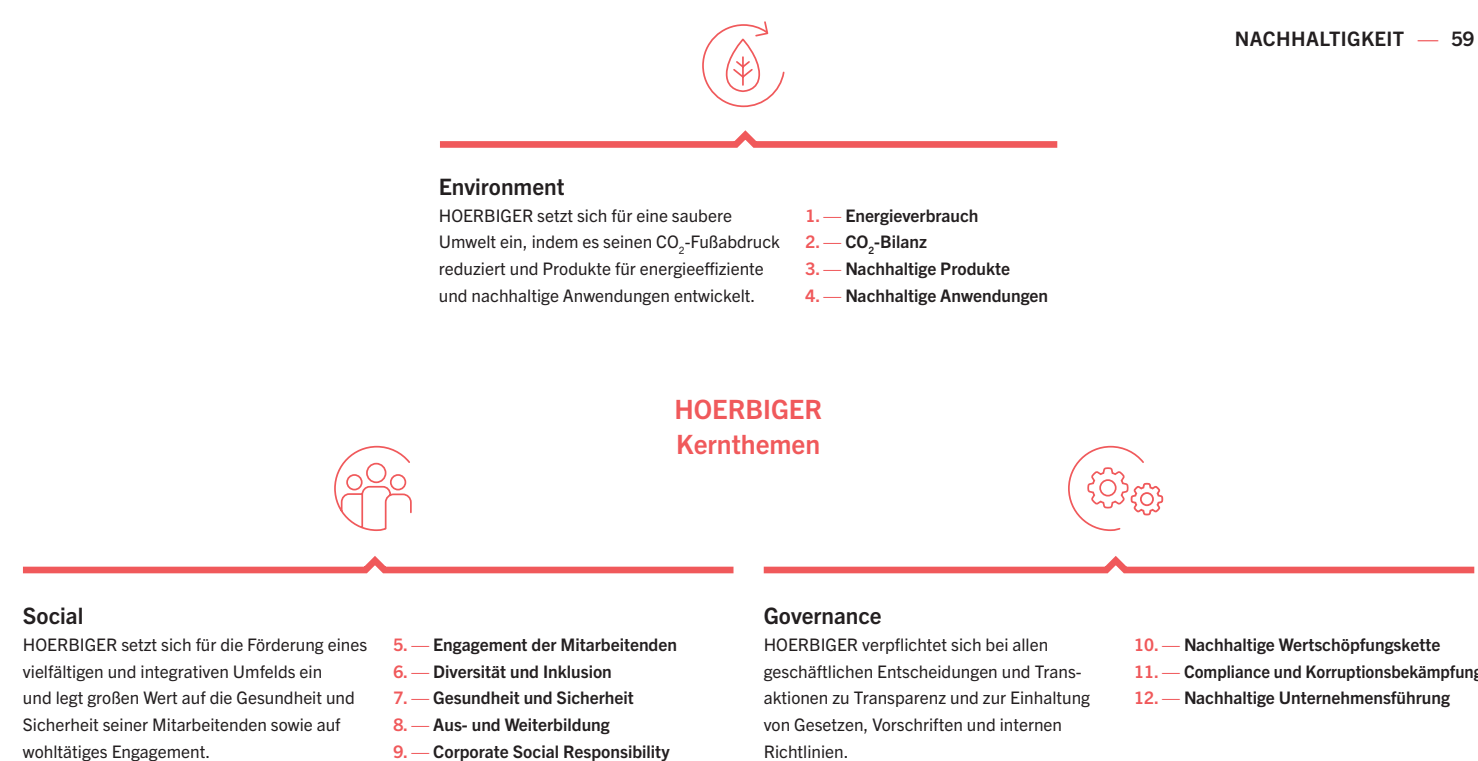 NACHHALTIGKEIT — 59
Environment
HOERBIGER setzt sich für eine saubere
Umwelt ein, indem es seinen CO₂-Fußabdruck
reduziert und Produkte für energieeffiziente
und nachhaltige Anwendungen entwickelt.
1. — Energieverbrauch
2. — CO₂-Bilanz
3. — Nachhaltige Produkte
4. — Nachhaltige Anwendungen
HOERBIGER
Kernthemen
Social
HOERBIGER setzt sich für die Förderung eines
vielfältigen und integrativen Umfelds ein
und legt großen Wert auf die Gesundheit und
Sicherheit seiner Mitarbeitenden sowie auf
wohltätiges Engagement.
5. — Engagement der Mitarbeitenden
6. — Diversität und Inklusion
7. — Gesundheit und Sicherheit
8. — Aus- und Weiterbildung
9. — Corporate Social Responsibility
Governance
HOERBIGER verpflichtet sich bei allen
geschäftlichen Entscheidungen und Trans-
aktionen zu Transparenz und zur Einhaltung
von Gesetzen, Vorschriften und internen
Richtlinien.
10. — Nachhaltige Wertschöpfungskette
11. — Compliance und Korruptionsbekämpfung
12. — Nachhaltige Unternehmensführung